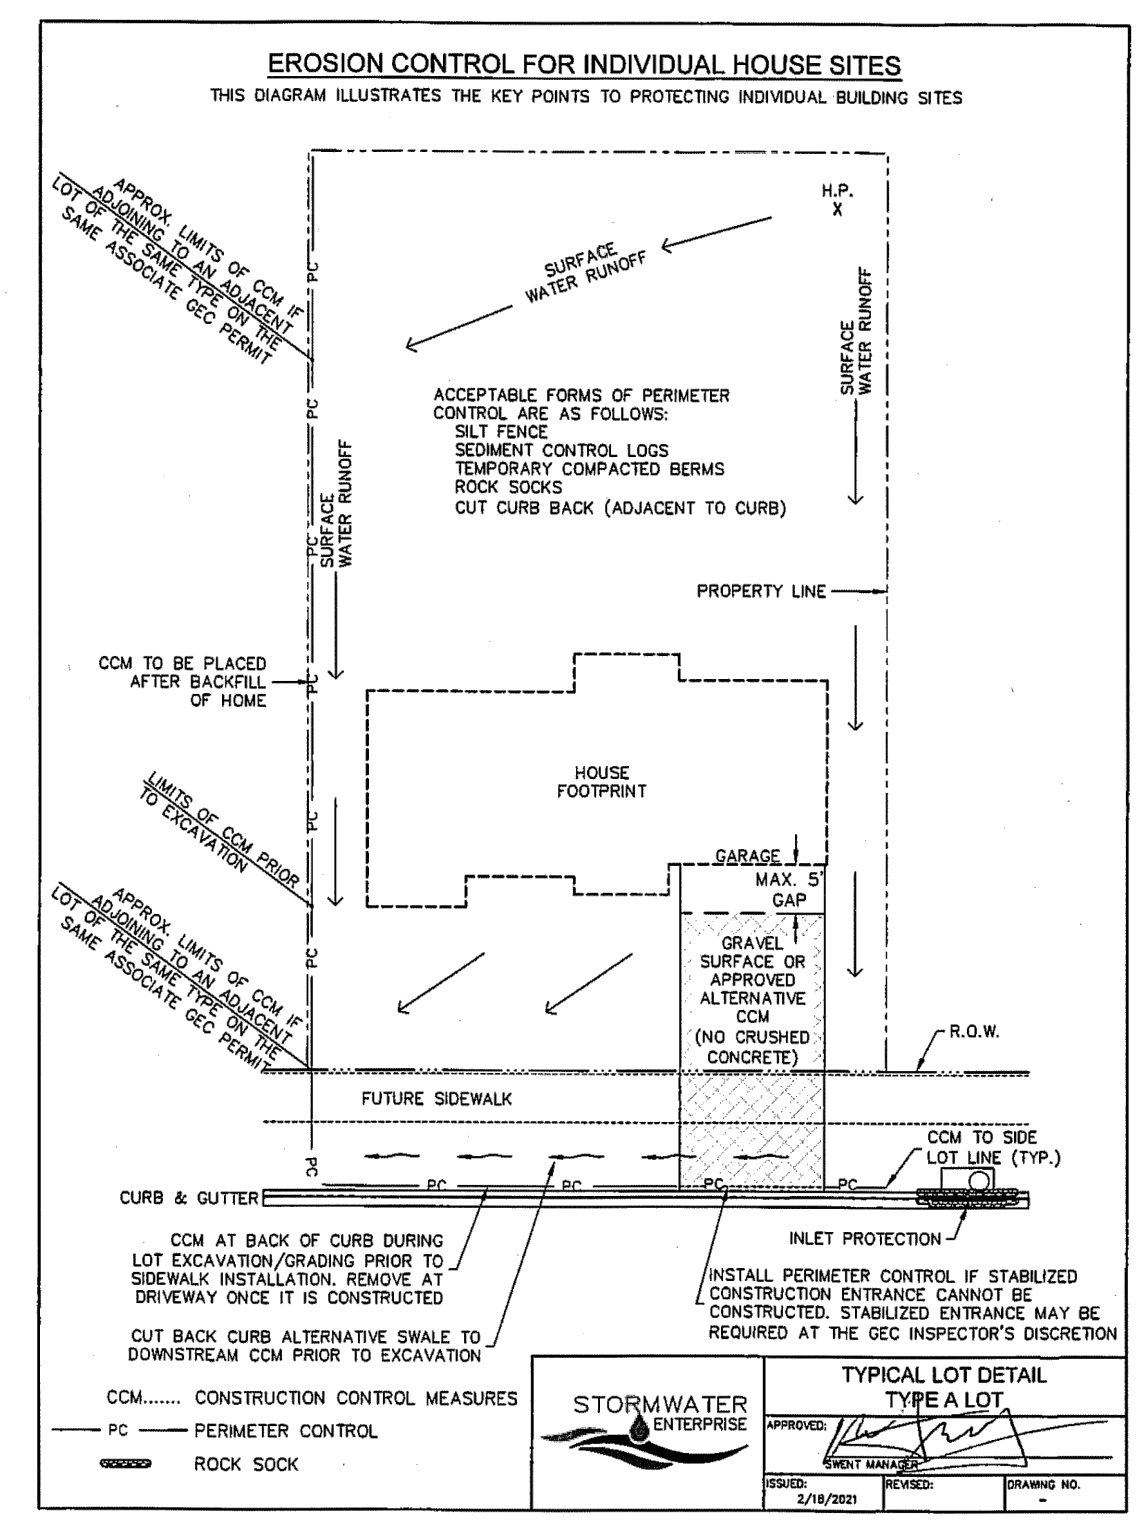 EROSION CONTROL FOR INDIVIDUAL HOUSE SITES
THIS DIAGRAM ILLUSTRATES THE KEY POINTS TO PROTECTING INDIVIDUAL BUILDING SITES
H.P.
X
APPROX. LIMITS OF CCM IF
ADJOINING TO AN ADJACENT
LOT OF THE SAME TYPE ON THE
SAME ASSOCIATE GEC PERMIT
PC
SURFACE
WATER RUNOFF
SURFACE
WATER RUNOFF
ACCEPTABLE FORMS OF PERIMETER
CONTROL ARE AS FOLLOWS:
SILT FENCE
SEDIMENT CONTROL LOGS
TEMPORARY COMPACTED BERMS
ROCK SOCKS
CUT CURB BACK (ADJACENT TO CURB)
PC
PC
SURFACE
WATER RUNOFF
PROPERTY LINE
CCM TO BE PLACED
AFTER BACKFILL
OF HOME
PC
HOUSE
FOOTPRINT
LIMITS OF CCM PRIOR
TO EXCAVATION
PC
GARAGE
MAX. 5'
GAP
APPROX. LIMITS OF CCM IF
ADJOINING TO AN ADJACENT
LOT OF THE SAME TYPE ON THE
SAME ASSOCIATE GEC PERMIT
PC
GRAVEL
SURFACE OR
APPROVED
ALTERNATIVE
CCM
(NO CRUSHED
CONCRETE)
R.O.W.
FUTURE SIDEWALK
CCM TO SIDE
LOT LINE (TYP.)
PC
PC
PC
PC
PC
CURB & GUTTER
INLET PROTECTION
CCM AT BACK OF CURB DURING
LOT EXCAVATION/GRADING PRIOR TO
SIDEWALK INSTALLATION. REMOVE AT
DRIVEWAY ONCE IT IS CONSTRUCTED
INSTALL PERIMETER CONTROL IF STABILIZED
CONSTRUCTION ENTRANCE CANNOT BE
CONSTRUCTED. STABILIZED ENTRANCE MAY BE
REQUIRED AT THE GEC INSPECTOR'S DISCRETION
CUT BACK CURB ALTERNATIVE SWALE TO
DOWNSTREAM CCM PRIOR TO EXCAVATION
CCM....... CONSTRUCTION CONTROL MEASURES
PC PERIMETER CONTROL
ROCK SOCK
STORMWATER
ENTERPRISE
TYPICAL LOT DETAIL
TYPE A LOT
APPROVED:
SWENT MANAGER
ISSUED:
2/18/2021
REVISED:
DRAWING NO.
-